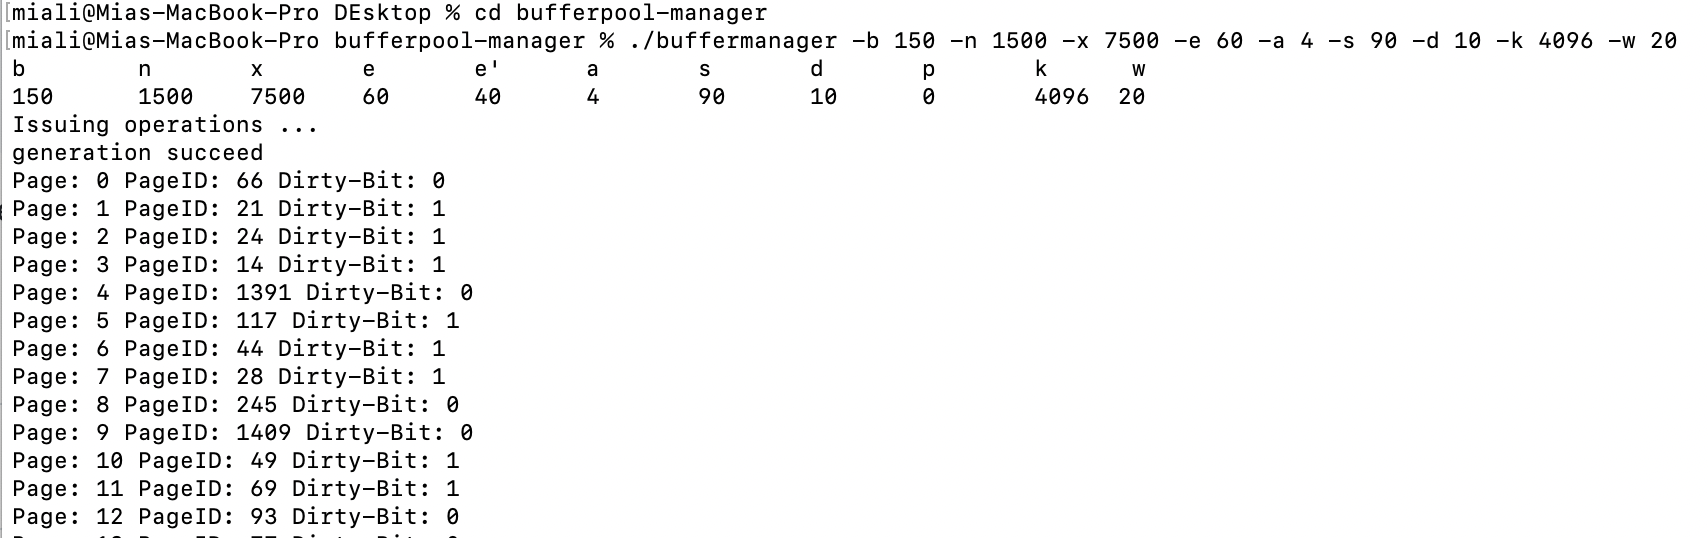 [miali@Mias-MacBook-Pro DEsktop % cd bufferpool-manager
[miali@Mias-MacBook-Pro bufferpool-manager % ./buffermanager -b 150 -n 1500 -x 7500 -e 60 -a 4 -s 90 -d 10 -k 4096 -w 20
b n x e e' a s d p k w
150 1500 7500 60 40 4 90 10 0 4096 20
Issuing operations ...
generation succeed
Page: 0 PageID: 66 Dirty-Bit: 0
Page: 1 PageID: 21 Dirty-Bit: 1
Page: 2 PageID: 24 Dirty-Bit: 1
Page: 3 PageID: 14 Dirty-Bit: 1
Page: 4 PageID: 1391 Dirty-Bit: 0
Page: 5 PageID: 117 Dirty-Bit: 1
Page: 6 PageID: 44 Dirty-Bit: 1
Page: 7 PageID: 28 Dirty-Bit: 1
Page: 8 PageID: 245 Dirty-Bit: 0
Page: 9 PageID: 1409 Dirty-Bit: 0
Page: 10 PageID: 49 Dirty-Bit: 1
Page: 11 PageID: 69 Dirty-Bit: 1
Page: 12 PageID: 93 Dirty-Bit: 0